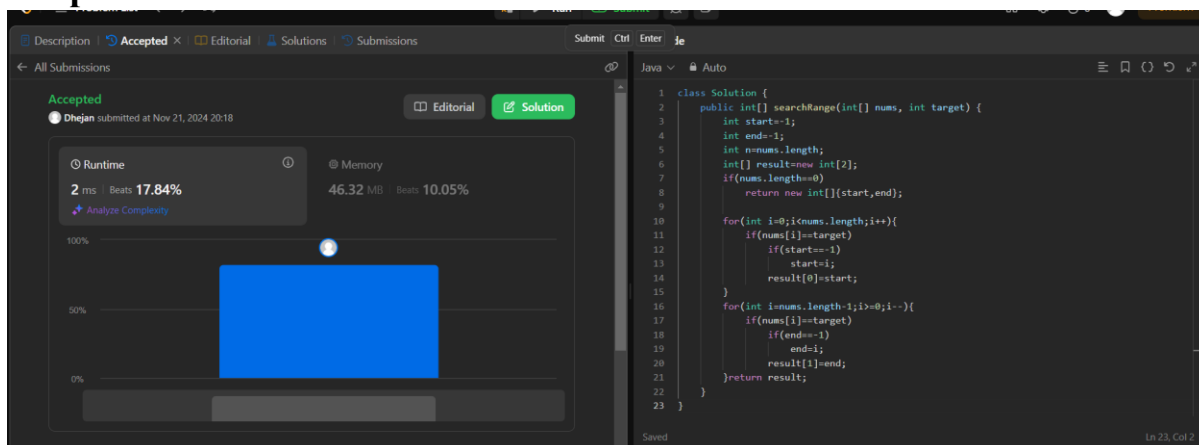 Description
Accepted
Editorial
Solutions
Submissions
Submit Ctrl Enter
de
All Submissions
Java
Auto
Accepted
Dhejan submitted at Nov 21, 2024 20:18
Editorial
Solution
Runtime
2 ms Beats 17.84%
Analyze Complexity
Memory
46.32 MB Beats 10.05%
100%
50%
0%
1 class Solution {
2 public int[] searchRange(int[] nums, int target) {
3 int start=-1;
4 int end=-1;
5 int n=nums.length;
6 int[] result=new int[2];
7 if(nums.length==0)
8 return new int[]{start,end};
9
10 for(int i=0;i<nums.length;i++){
11 if(nums[i]==target)
12 if(start==-1)
13 start=i;
14 result[0]=start;
15 }
16 for(int i=nums.length-1;i>=0;i--){
17 if(nums[i]==target)
18 if(end==-1)
19 end=i;
20 result[1]=end;
21 }return result;
22 }
23 }
Saved
Ln 23, Col 2